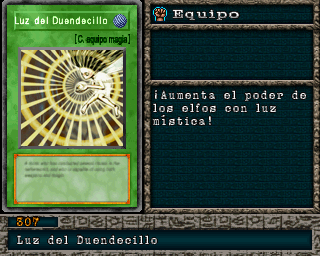 Luz del Duendecillo
[C. equipo magia]
Equipo
¡Aumenta el poder de
los elfos con luz
mística!
307
Luz del Duendecillo